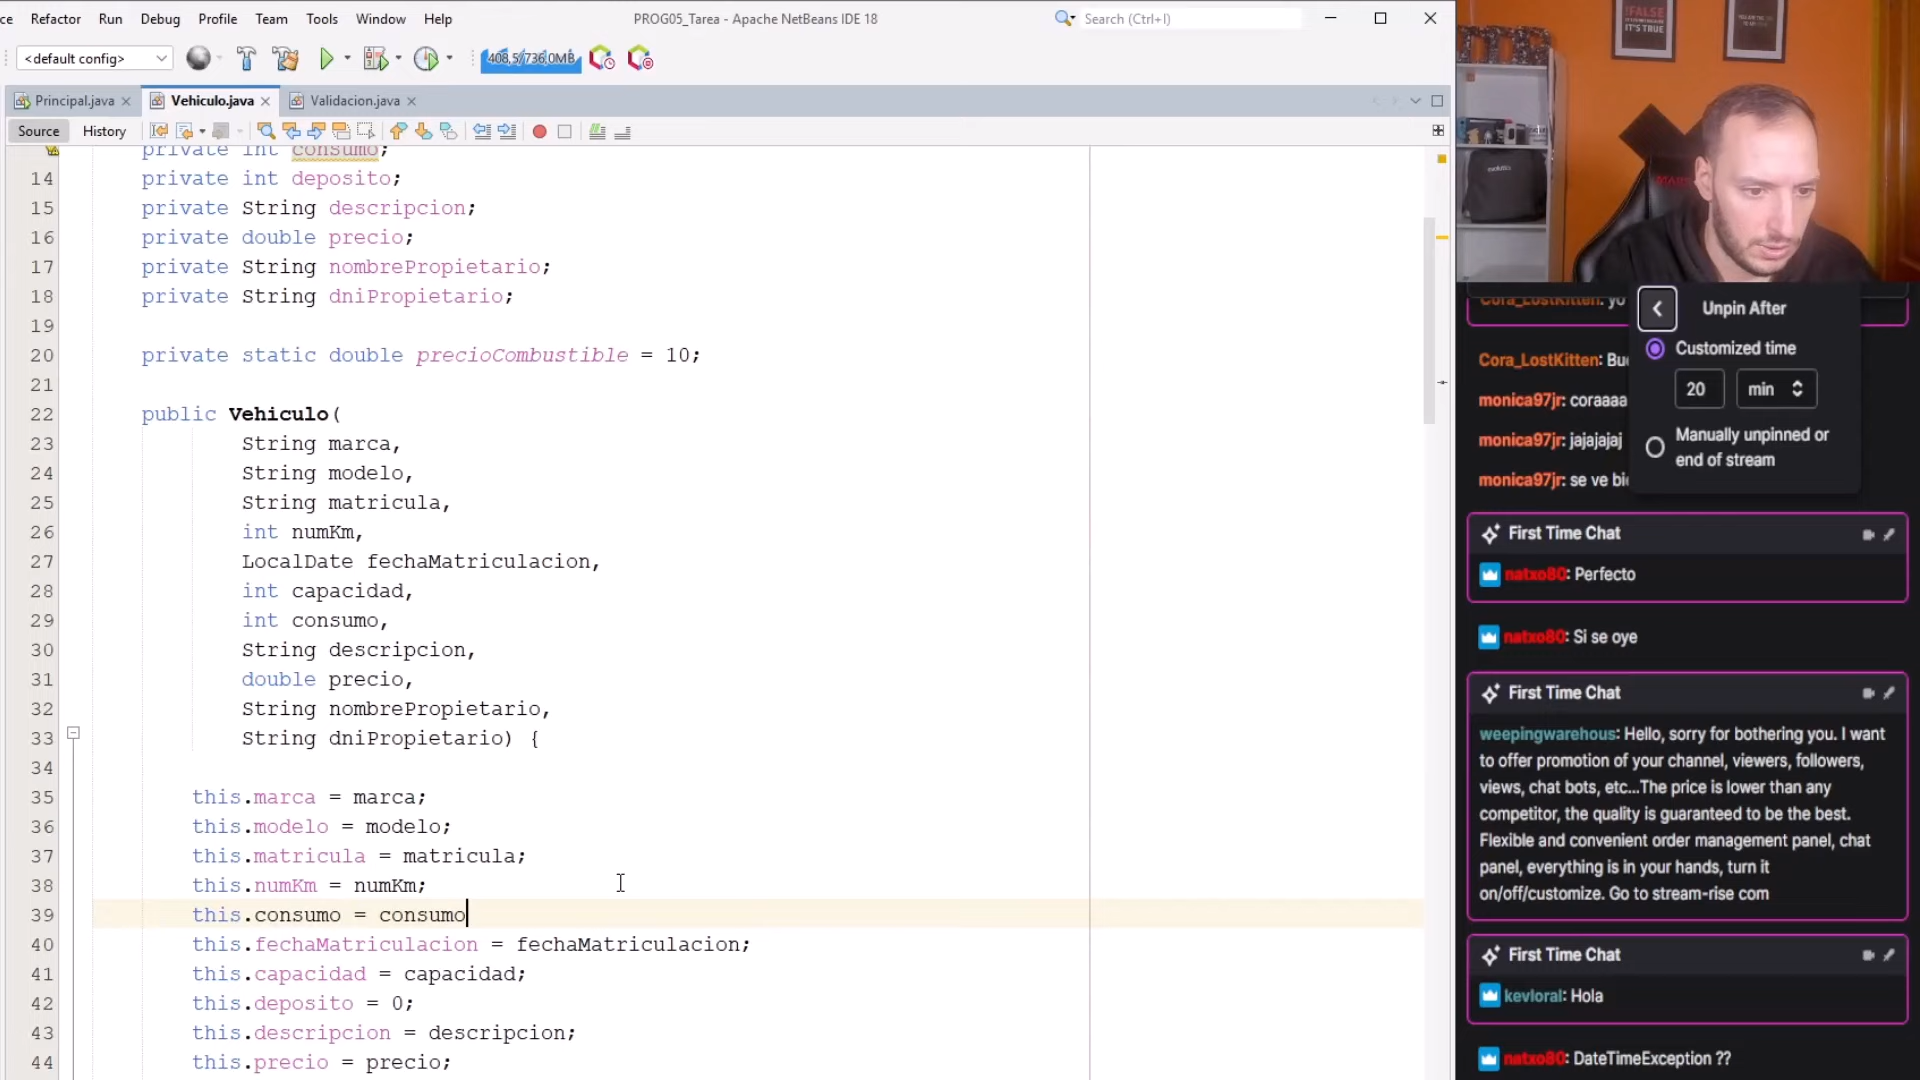 ce Refactor Run Debug Profile Team Tools Window Help
PROG05_Tarea - Apache NetBeans IDE 18
Search (Ctrl+I)
<default config>
408,5/736,0MB
Principal.java
Vehiculo.java
Validacion.java
Source History
private int consumo;
14 private int deposito;
15 private String descripcion;
16 private double precio;
17 private String nombrePropietario;
18 private String dniPropietario;
19
20 private static double precioCombustible = 10;
21
22 public Vehiculo(
23 String marca,
24 String modelo,
25 String matricula,
26 int numKm,
27 LocalDate fechaMatriculacion,
28 int capacidad,
29 int consumo,
30 String descripcion,
31 double precio,
32 String nombrePropietario,
33 String dniPropietario) {
34
35 this.marca = marca;
36 this.modelo = modelo;
37 this.matricula = matricula;
38 this.numKm = numKm;
39 this.consumo = consumo
40 this.fechaMatriculacion = fechaMatriculacion;
41 this.capacidad = capacidad;
42 this.deposito = 0;
43 this.descripcion = descripcion;
44 this.precio = precio;
!FALSE
IT'S TRUE
Cora_LostKitten: yo
Unpin After
Customized time
20 min
Manually unpinned or
end of stream
Cora_LostKitten: Bue
monica97jr: coraaaa
monica97jr: jajajajaj
monica97jr: se ve bie
First Time Chat
natxo80: Perfecto
natxo80: Si se oye
First Time Chat
weepingwarehous: Hello, sorry for bothering you. I want
to offer promotion of your channel, viewers, followers,
views, chat bots, etc...The price is lower than any
competitor, the quality is guaranteed to be the best.
Flexible and convenient order management panel, chat
panel, everything is in your hands, turn it
on/off/customize. Go to stream-rise com
First Time Chat
kevloral: Hola
natxo80: DateTimeException ??